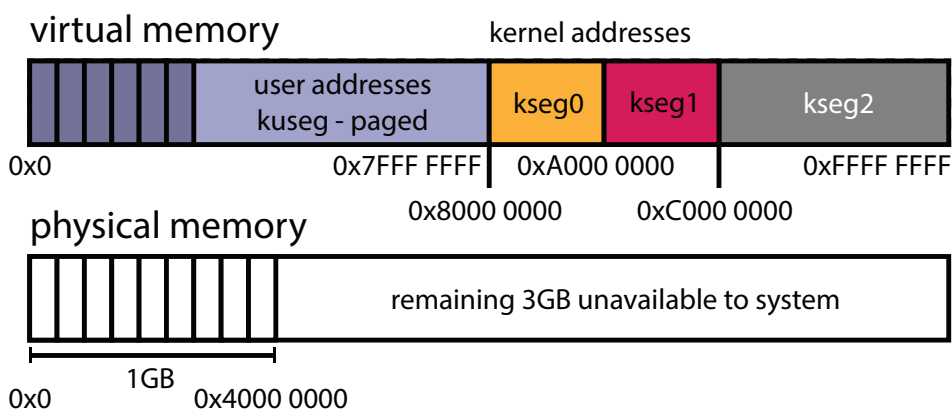 virtual memory
kernel addresses
user addresses
kuseg - paged
kseg0
kseg1
kseg2
0x0
0x7FFF FFFF
0xA000 0000
0xFFFF FFFF
0x8000 0000
0xC000 0000
physical memory
remaining 3GB unavailable to system
1GB
0x0
0x4000 0000